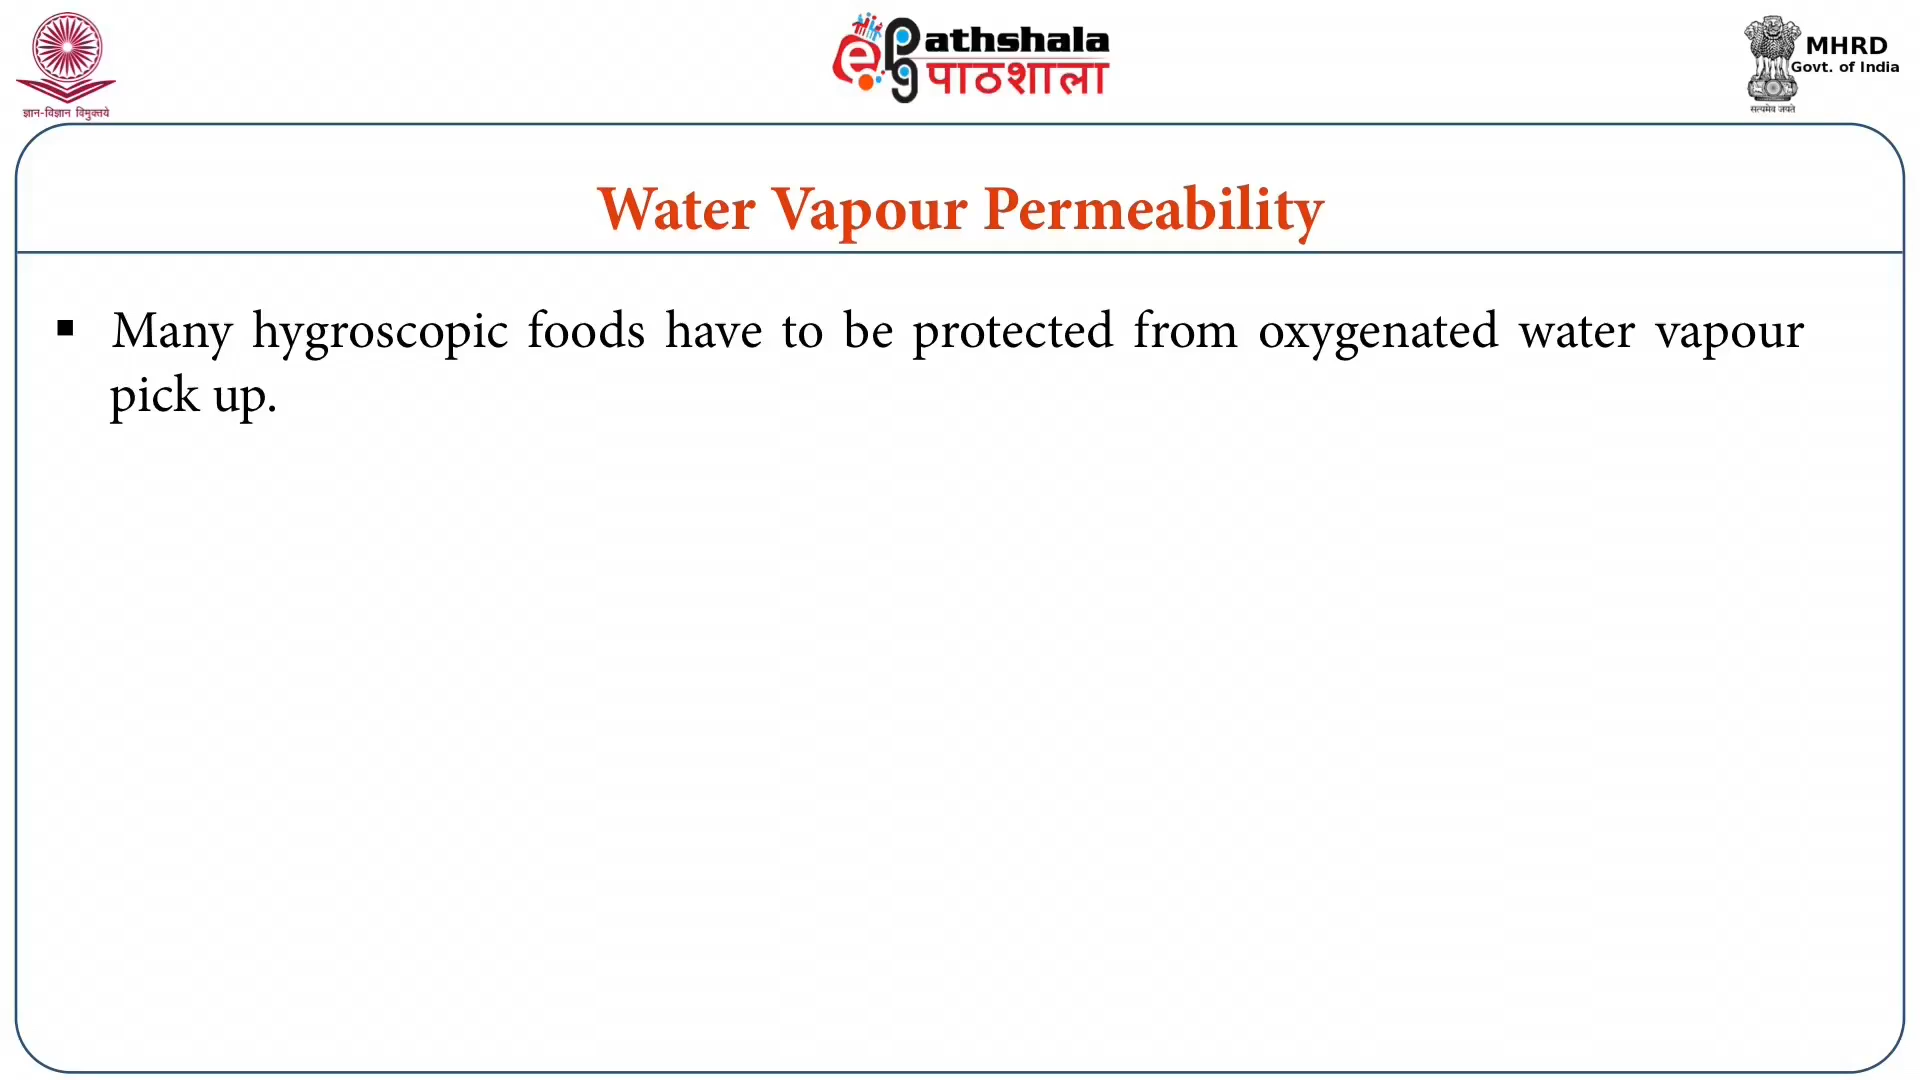 ज्ञान-विज्ञान विमुक्तये
ePathshala
पाठशाला
MHRD
Govt. of India
सत्यमेव जयते
Water Vapour Permeability
▪ Many hygroscopic foods have to be protected from oxygenated water vapour
pick up.